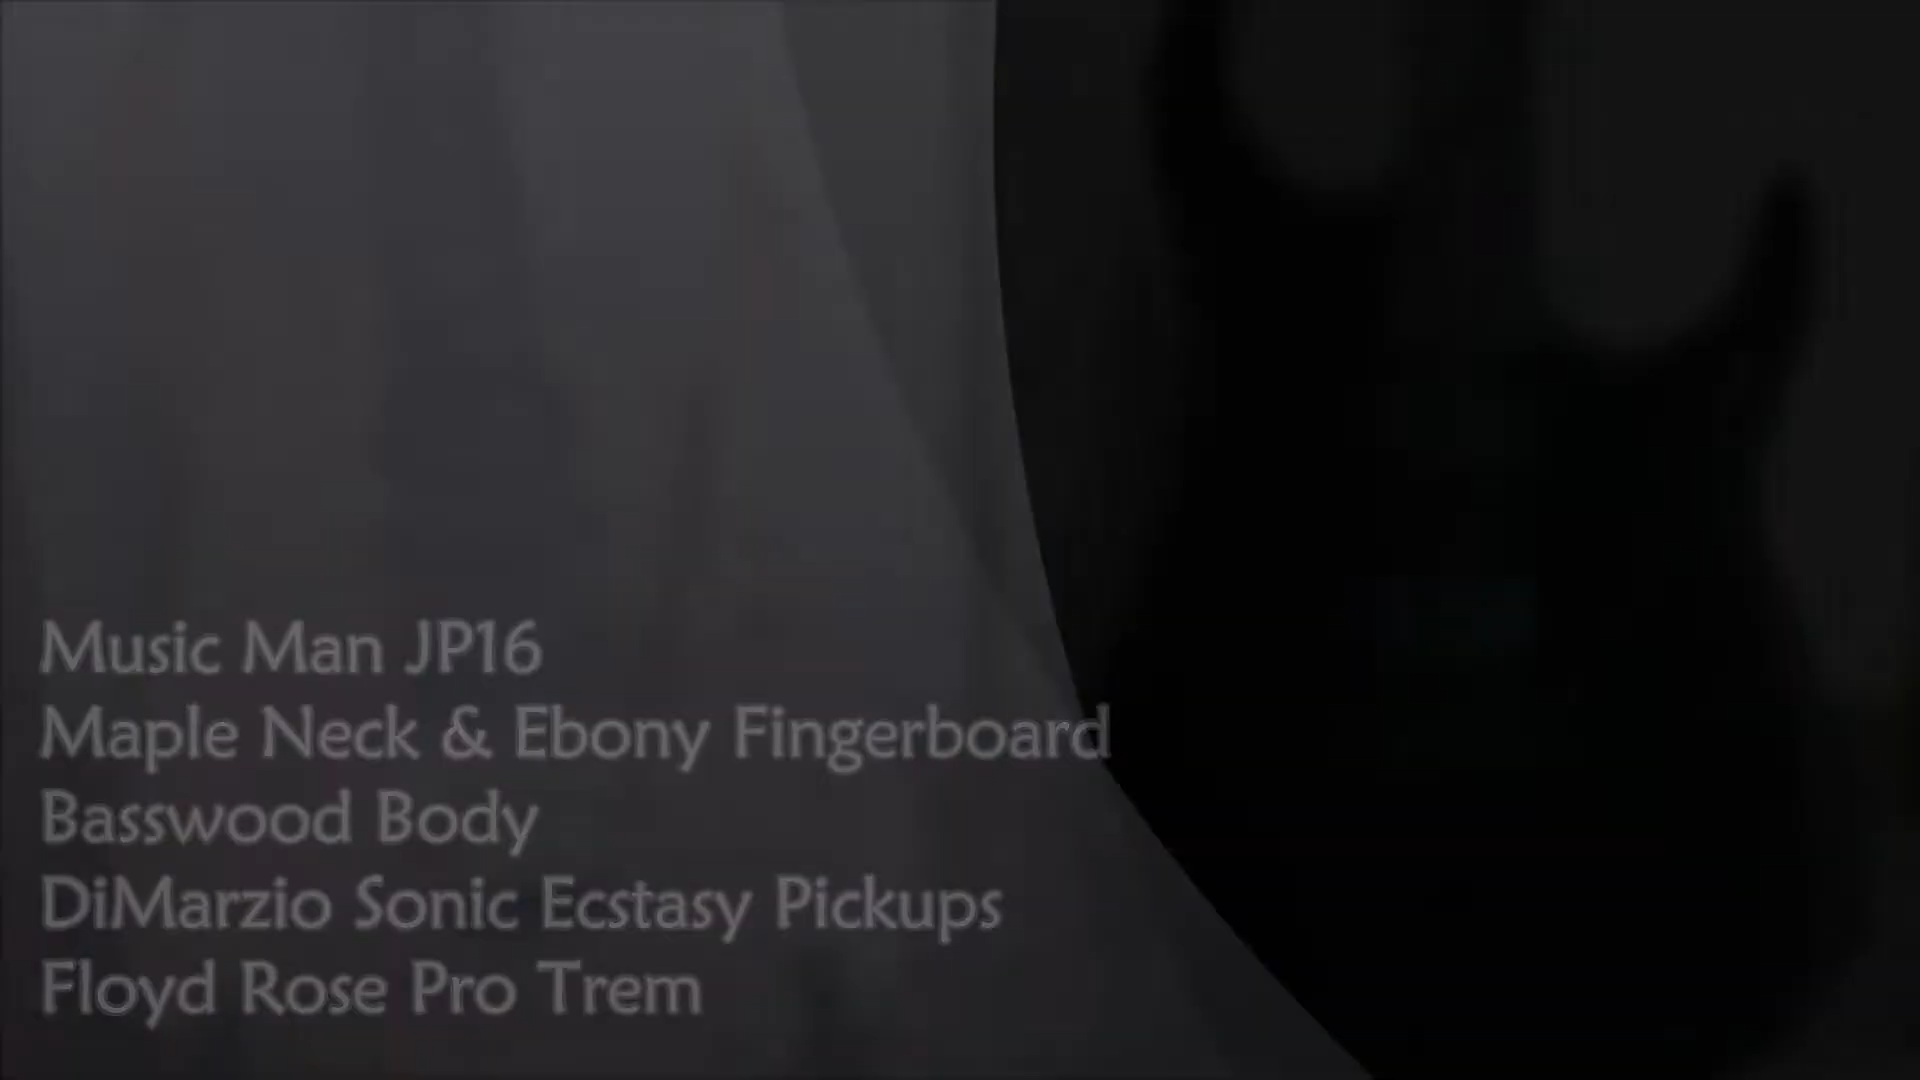 Music Man JP16
Maple Neck & Ebony Fingerboard
Basswood Body
DiMarzio Sonic Ecstasy Pickups
Floyd Rose Pro Trem